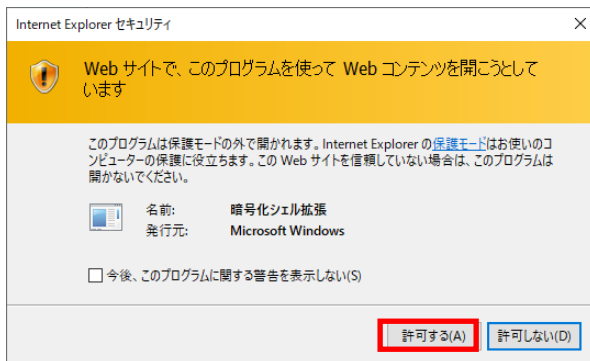 Internet Explorer セキュリティ
Web サイトで、このプログラムを使って Web コンテンツを開こうとして
います
このプログラムは保護モードの外で開かれます。Internet Explorer の保護モードはお使いのコ
ンピューターの保護に役立ちます。この Web サイトを信頼していない場合は、このプログラムは
開かないでください。
名前: 暗号化シェル拡張
発行元: Microsoft Windows
今後、このプログラムに関する警告を表示しない(S)
許可する(A) 許可しない(D)